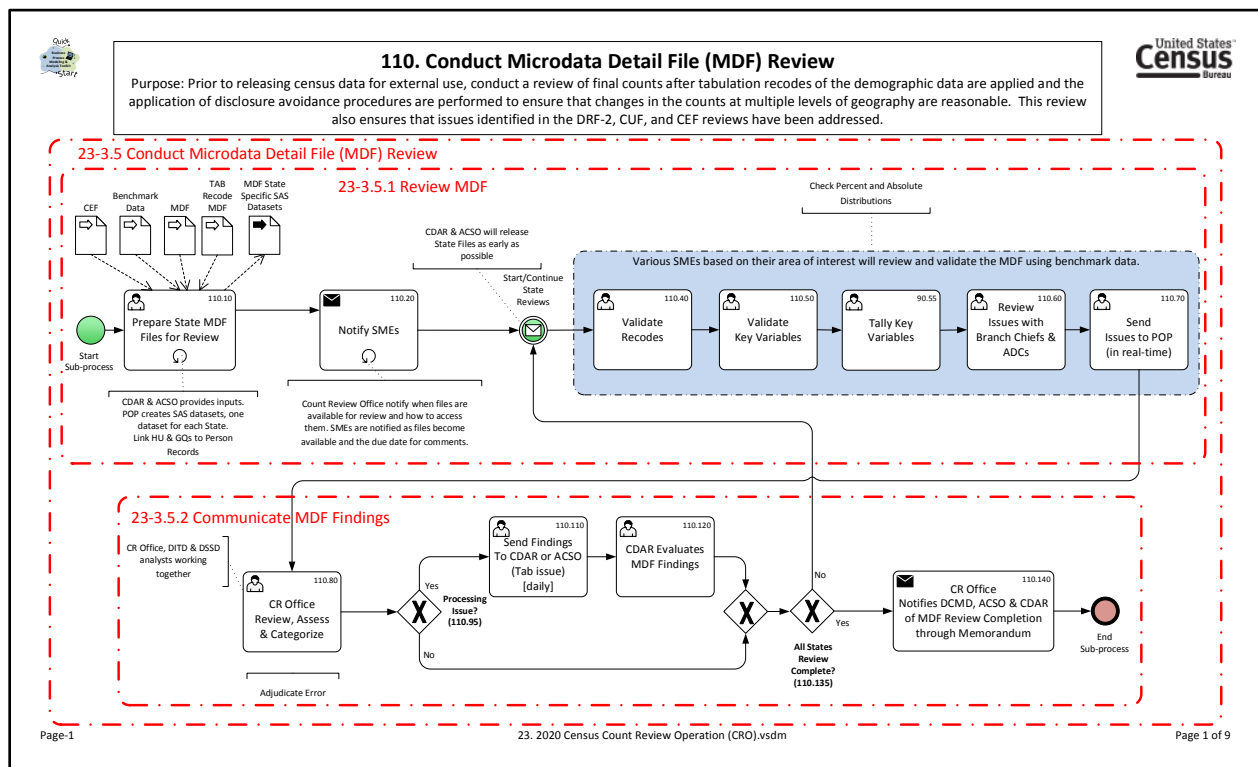 Quick
Business
Process
Modeling &
Analysis Toolkit
Start
110. Conduct Microdata Detail File (MDF) Review
Purpose: Prior to releasing census data for external use, conduct a review of final counts after tabulation recodes of the demographic data are applied and the
application of disclosure avoidance procedures are performed to ensure that changes in the counts at multiple levels of geography are reasonable. This review
also ensures that issues identified in the DRF-2, CUF, and CEF reviews have been addressed.
United States™
Census
Bureau
23-3.5 Conduct Microdata Detail File (MDF) Review
23-3.5.1 Review MDF
CEF
Benchmark
Data
MDF
TAB
Recode
MDF
MDF State
Specific SAS
Datasets
CDAR & ACSO will release
State Files as early as
possible
Check Percent and Absolute
Distributions
Start/Continue
State
Reviews
Various SMEs based on their area of interest will review and validate the MDF using benchmark data.
Start
Sub-process
110.10
Prepare State MDF
Files for Review
110.20
Notify SMEs
110.40
Validate
Recodes
110.50
Validate
Key Variables
90.55
Tally Key
Variables
110.60
Review
Issues with
Branch Chiefs &
ADCs
110.70
Send
Issues to POP
(in real-time)
CDAR & ACSO provides inputs.
POP creates SAS datasets, one
dataset for each State.
Link HU & GQs to Person
Records
Count Review Office notify when files are
available for review and how to access
them. SMEs are notified as files become
available and the due date for comments.
23-3.5.2 Communicate MDF Findings
CR Office, DITD & DSSD
analysts working
together
110.80
CR Office
Review, Assess
& Categorize
Adjudicate Error
Yes
Processing
Issue?
(110.95)
No
110.110
Send Findings
To CDAR or ACSO
(Tab issue)
[daily]
110.120
CDAR Evaluates
MDF Findings
X
X
No
Yes
All States
Review
Complete?
(110.135)
X
110.140
CR Office
Notifies DCMD, ACSO & CDAR
of MDF Review Completion
through Memorandum
End
Sub-process
Page-1
23. 2020 Census Count Review Operation (CRO).vsdm
Page 1 of 9